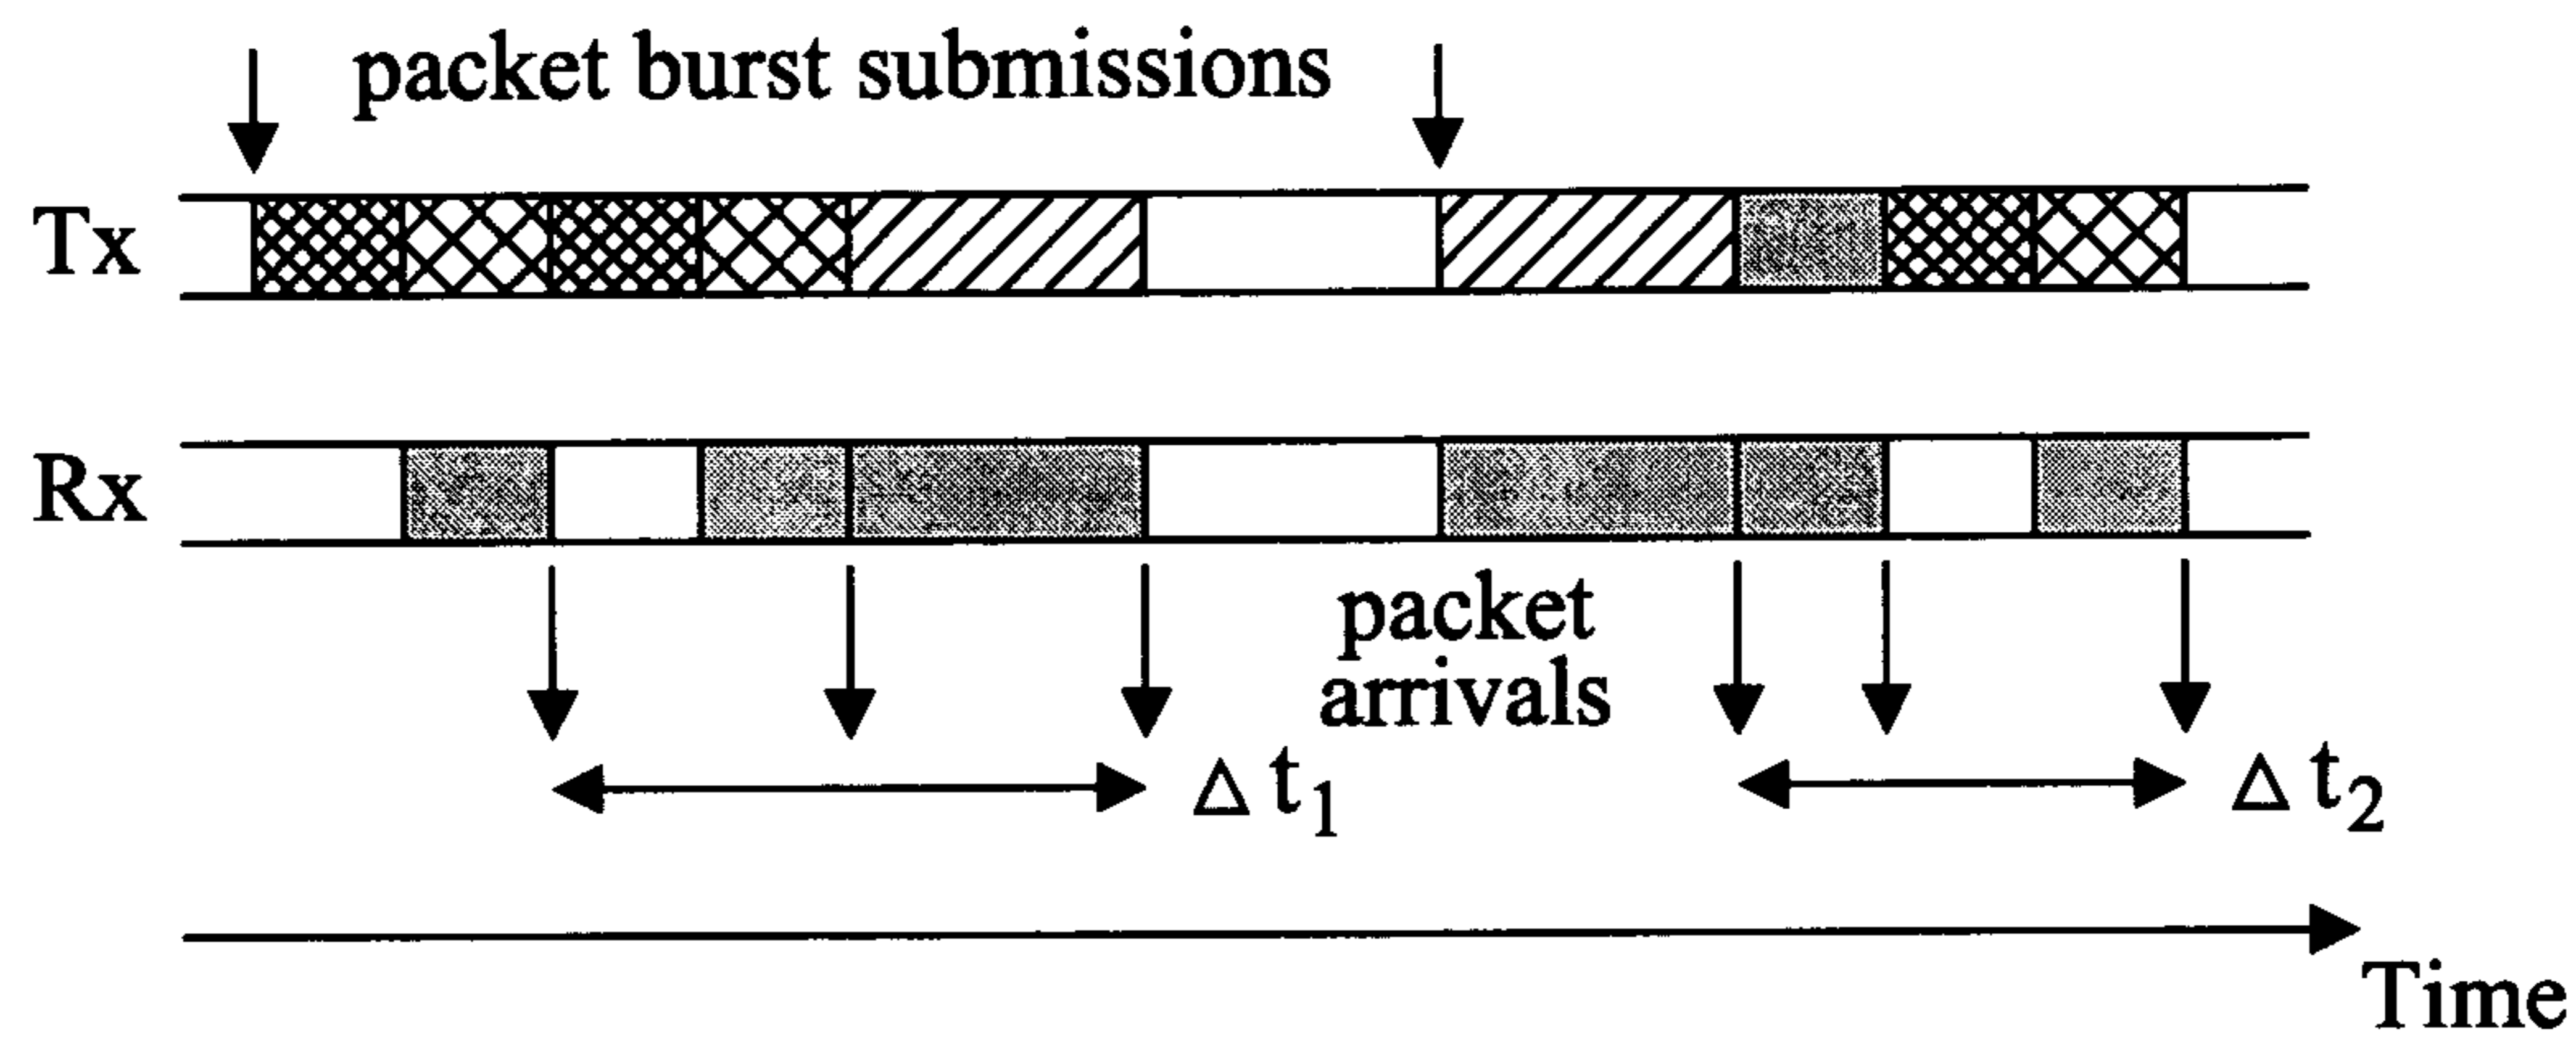 packet burst submissions
Tx
Rx
packet
arrivals
Δ t1
Δ t2
Time